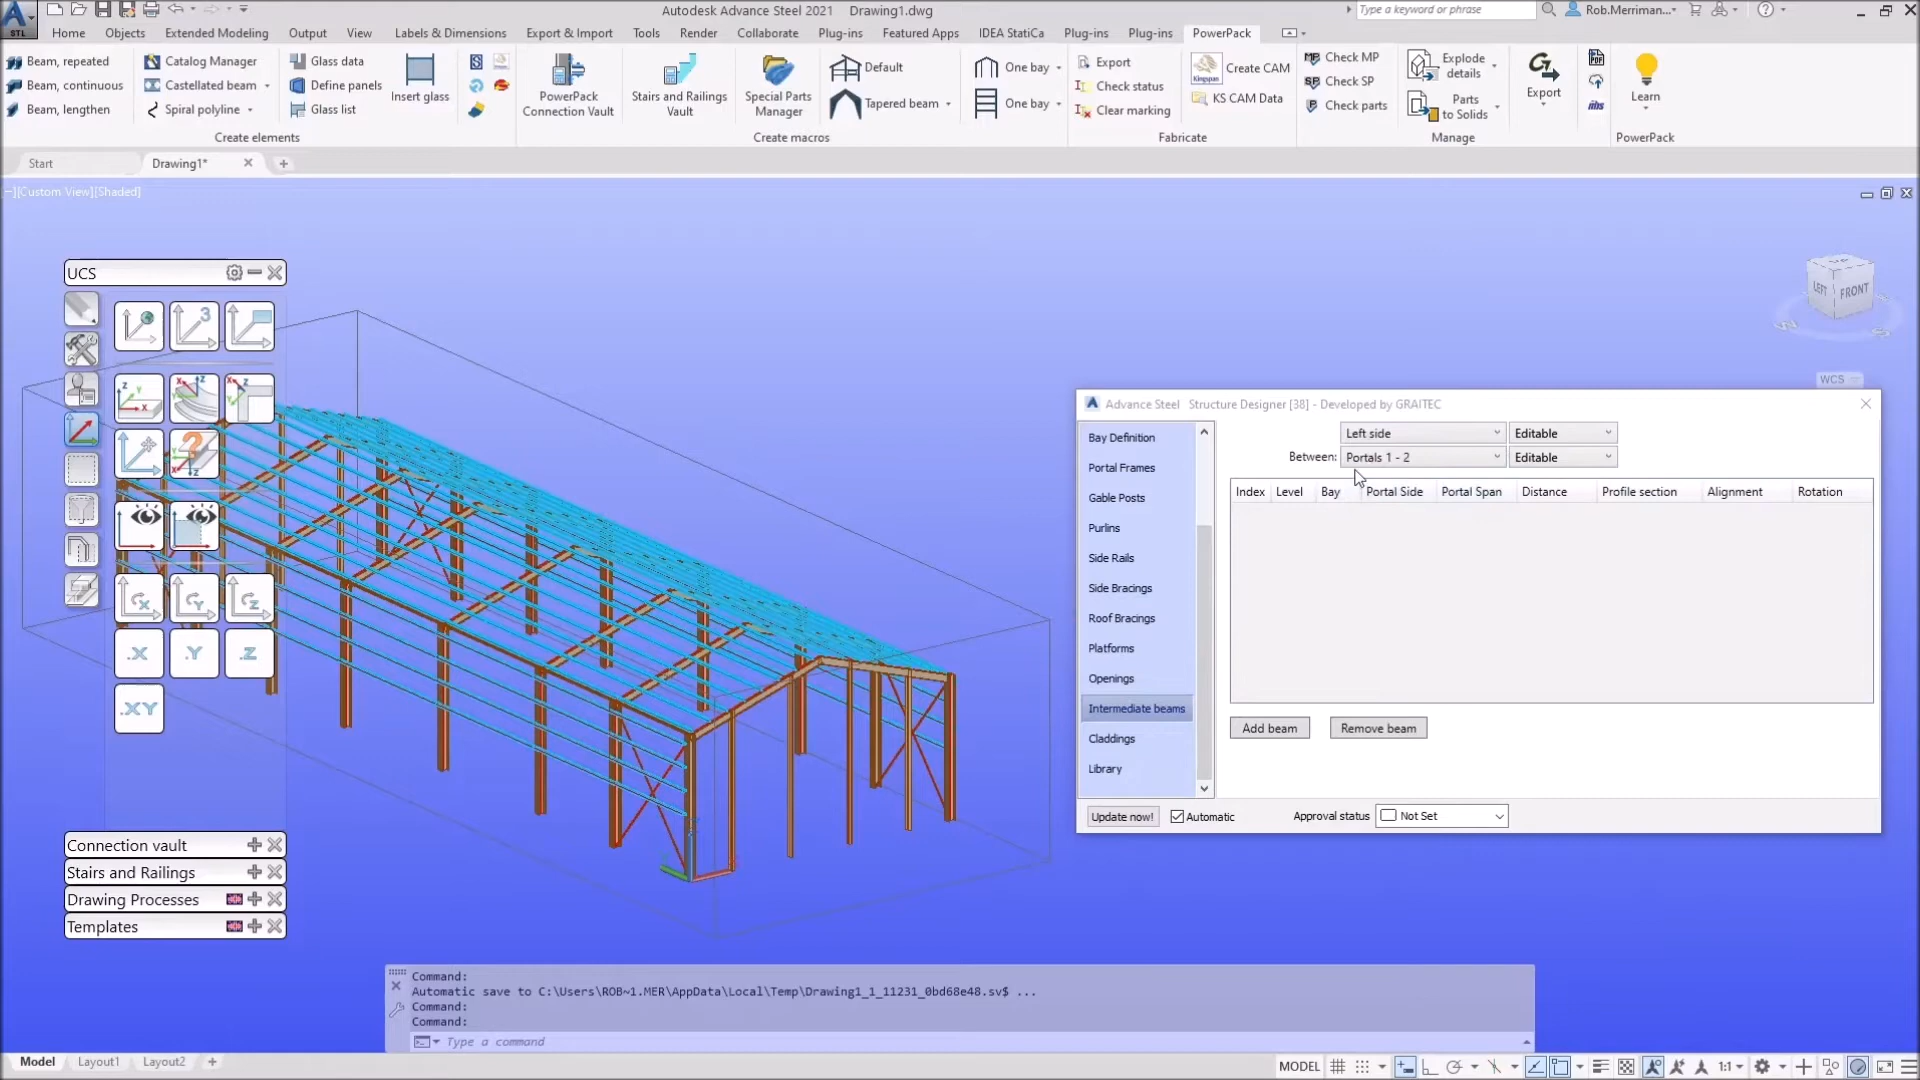 Autodesk Advance Steel 2021 Drawing1.dwg
Type a keyword or phrase
Rob.Merriman...
STL
Home Objects Extended Modeling Output View Labels & Dimensions Export & Import Tools Render Collaborate Plug-ins Featured Apps IDEA StatiCa Plug-ins Plug-ins PowerPack
Beam, repeated
Beam, continuous
Beam, lengthen
Catalog Manager
Castellated beam
Spiral polyline
Glass data
Define panels
Glass list
Insert glass
Create elements
PowerPack
Connection Vault
Stairs and Railings
Vault
Special Parts
Manager
Default
Tapered beam
One bay
One bay
Create macros
Export
Check status
Clear marking
Kingspan
Create CAM
KS CAM Data
Fabricate
Check MP
Check SP
Check parts
Explode
details
Parts
to Solids
Manage
Export
Learn
PowerPack
Start Drawing1*
[Custom View][Shaded]
UCS
3
X
Y
Z
.X .Y .Z
.XY
Connection vault
Stairs and Railings
Drawing Processes
Templates
LEFT FRONT
WCS
Advance Steel Structure Designer [38] - Developed by GRAITEC
Bay Definition
Portal Frames
Gable Posts
Purlins
Side Rails
Side Bracings
Roof Bracings
Platforms
Openings
Intermediate beams
Claddings
Library
Left side Editable
Between: Portals 1 - 2 Editable
Index Level Bay Portal Side Portal Span Distance Profile section Alignment Rotation
Add beam Remove beam
Update now! Automatic Approval status Not Set
Command:
Automatic save to C:\Users\ROB~1.MER\AppData\Local\Temp\Drawing1_1_11231_0bd68e48.sv$ ...
Command:
Command:
Type a command
Model Layout1 Layout2
MODEL 1:1